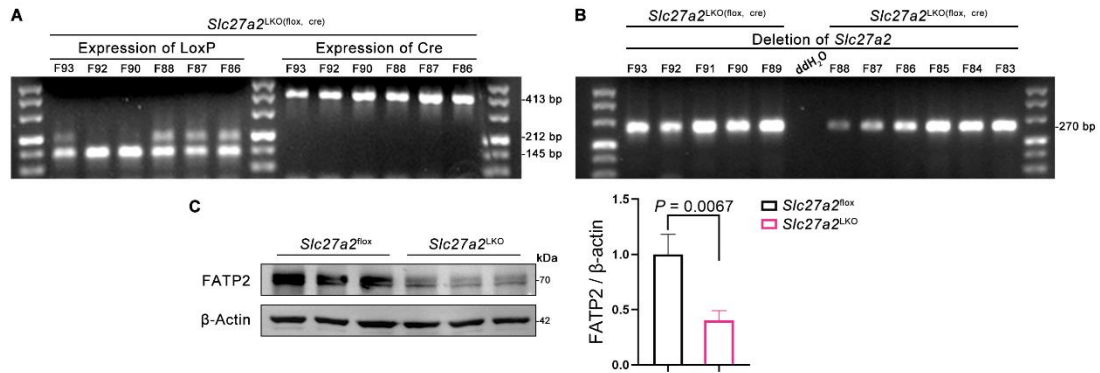 A
Slc27a2LKO(flox, cre)
Expression of LoxP Expression of Cre
F93 F92 F90 F88 F87 F86 F93 F92 F90 F88 F87 F86
-413 bp
-212 bp
-145 bp
B
Slc27a2LKO(flox, cre) Slc27a2LKO(flox, cre)
Deletion of Slc27a2
F93 F92 F91 F90 F89 ddH2O F88 F87 F86 F85 F84 F83
-270 bp
C
Slc27a2flox Slc27a2LKO
kDa
FATP2 -70
β-Actin -42
P = 0.0067
FATP2 / β-actin
1.5
1.0
0.5
0.0
Slc27a2flox
Slc27a2LKO